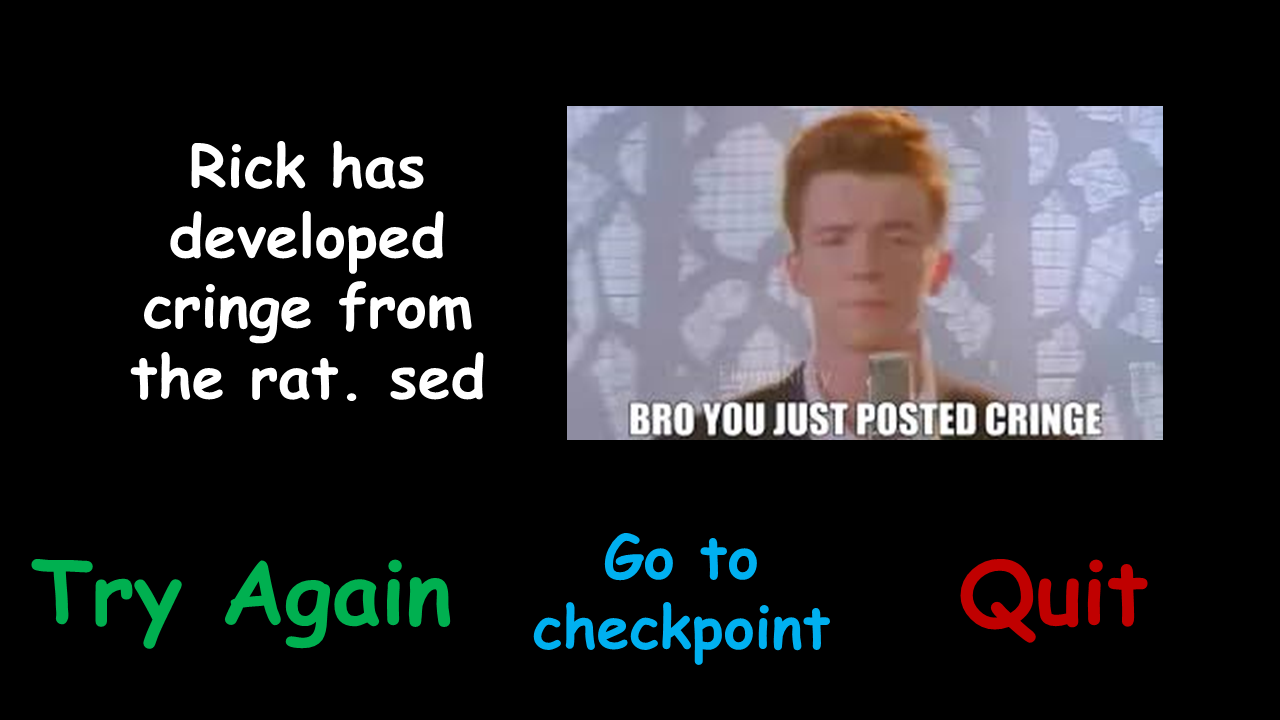 Rick has
developed
cringe from
the rat. sed
BRO YOU JUST POSTED CRINGE
Try Again
Go to
checkpoint
Quit